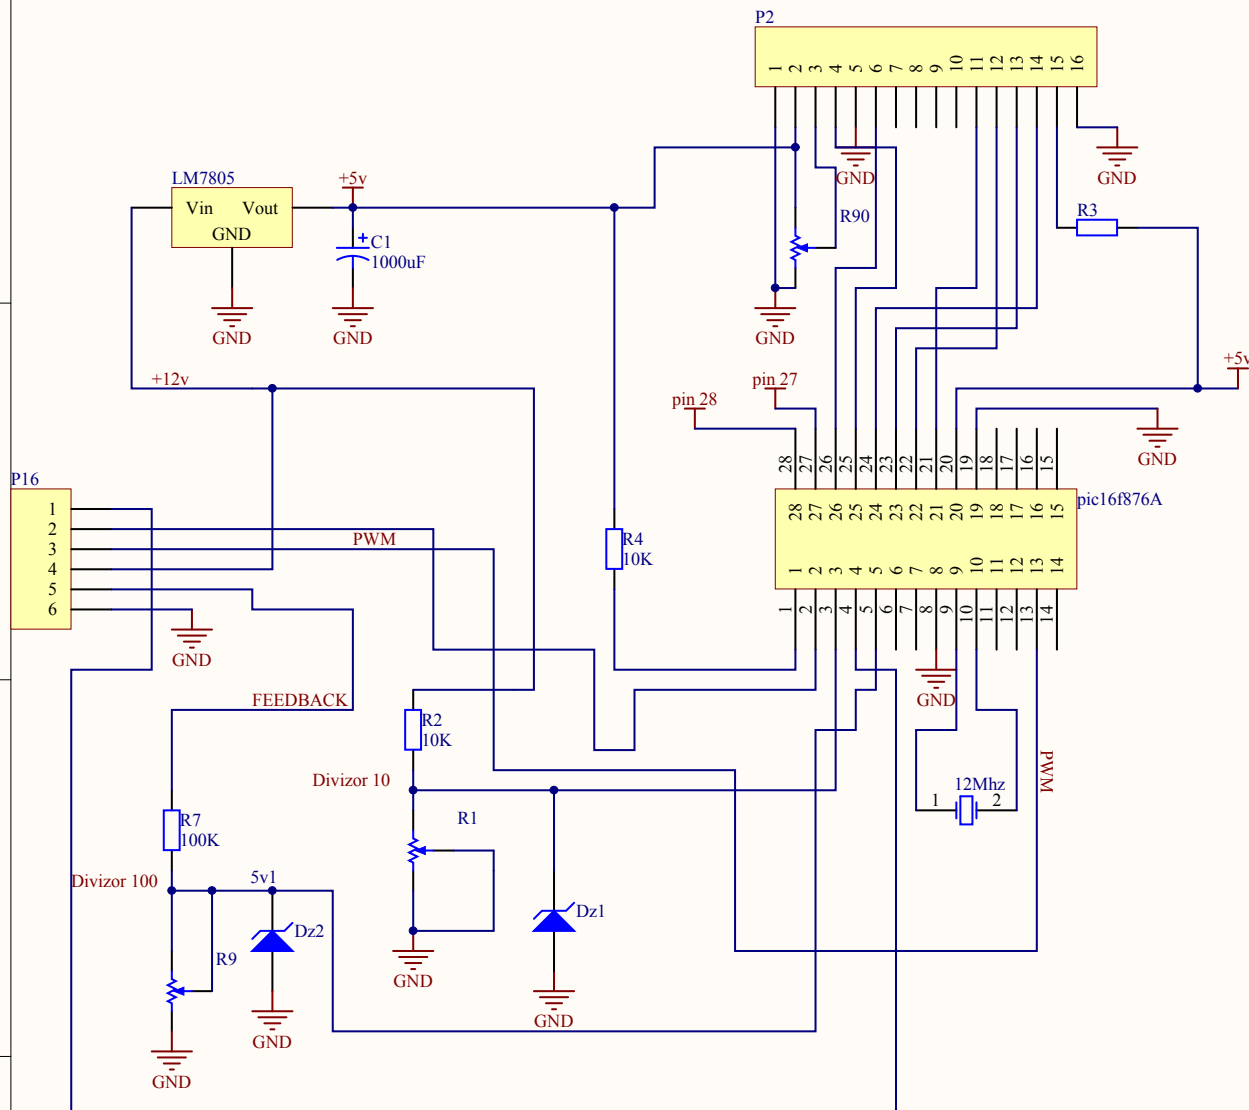 P2
1 2 3 4 5 6 7 8 9 10 11 12 13 14 15 16
GND
GND
LM7805
Vin Vout
GND
+5v
C1
1000uF
GND
GND
R90
GND
R3
+12v
+5v
pin 27
pin 28
GND
28 27 26 25 24 23 22 21 20 19 18 17 16 15
pic16f876A
28 27 26 25 24 23 22 21 20 19 18 17 16 15
1 2 3 4 5 6 7 8 9 10 11 12 13 14
1 2 3 4 5 6 7 8 9 10 11 12 13 14
P16
1
2
3
4
5
6
PWM
R4
10K
GND
FEEDBACK
GND
R2
10K
Divizor 10
R1
12Mhz
1 2
PWM
R7
100K
Divizor 100
5v1
Dz2
Dz1
R9
GND
GND
GND
GND